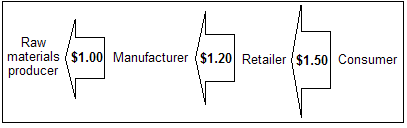 Raw
materials
producer
$1.00
Manufacturer
$1.20
Retailer
$1.50
Consumer